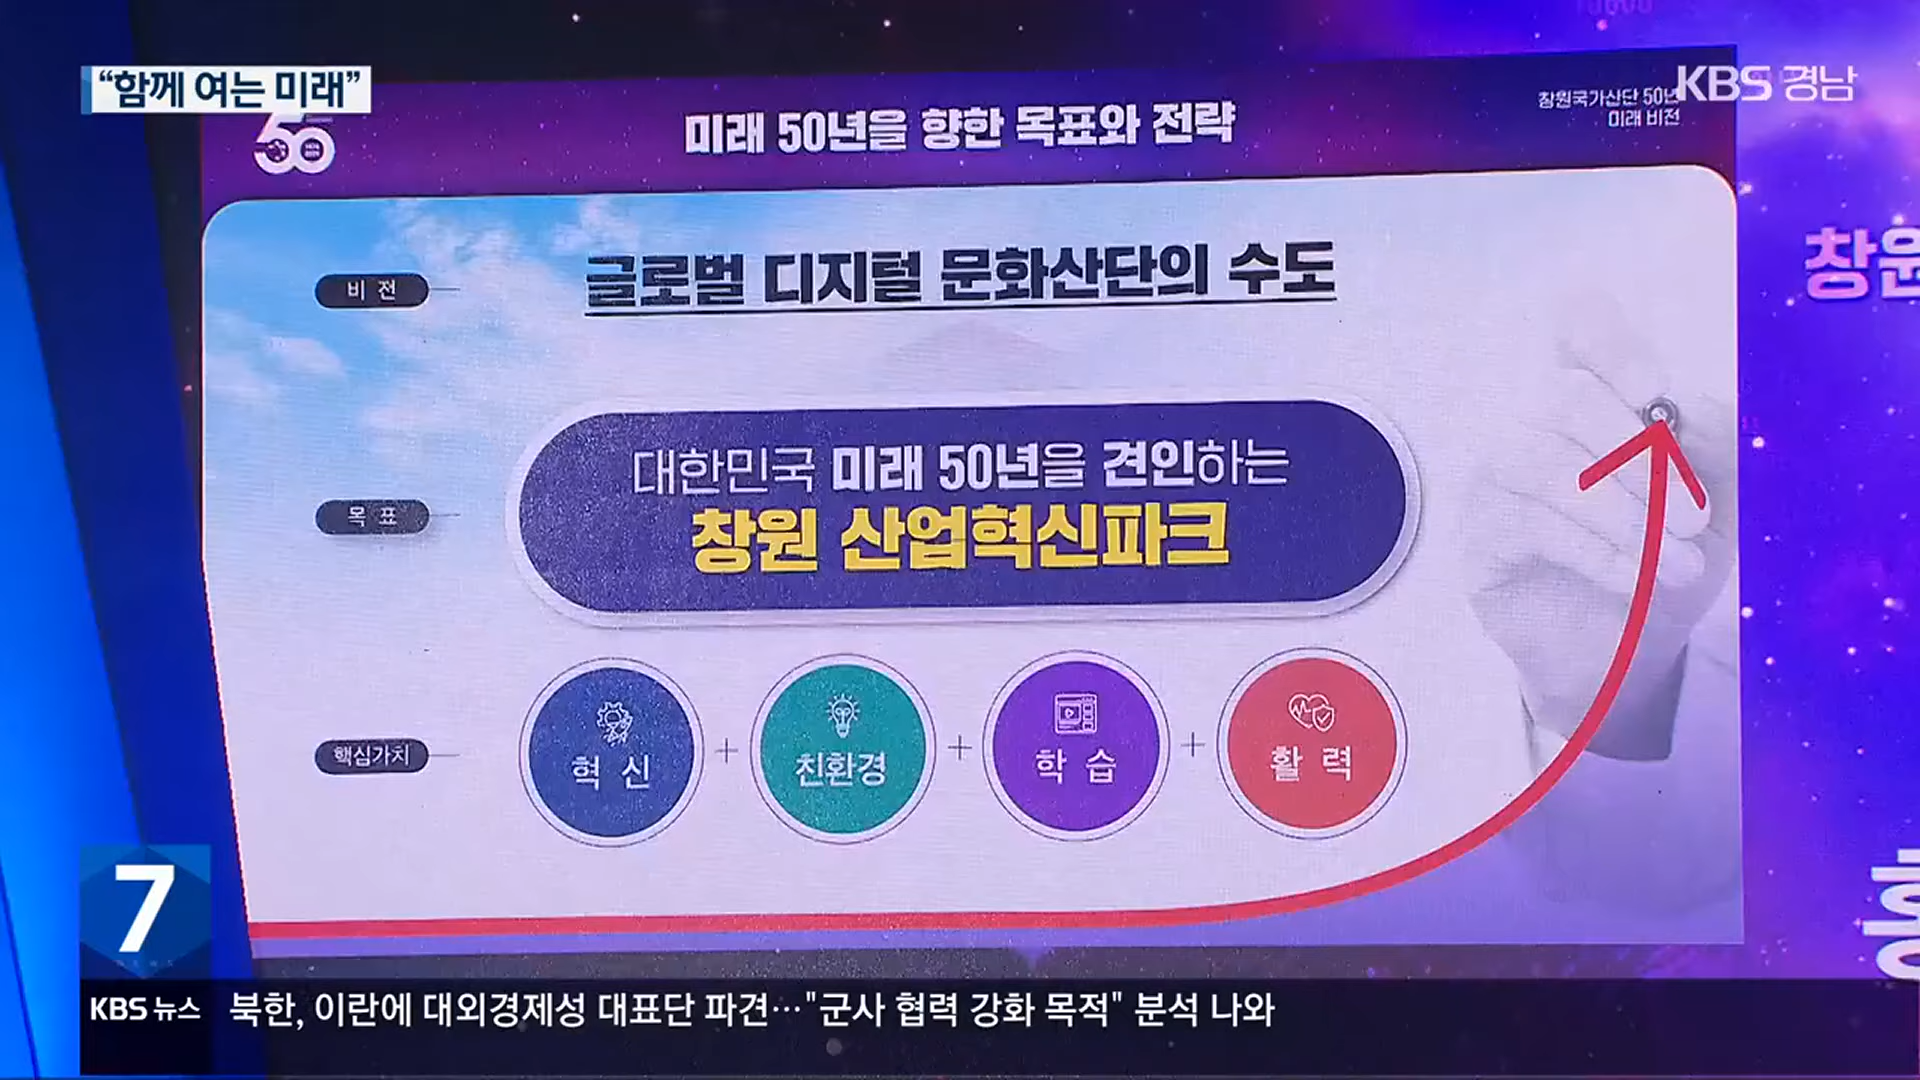 “함께 여는 미래”
KBS 경남
50
미래 50년을 향한 목표와 전략
창원국가산단 50년
미래 비전
창원
비 전
글로벌 디지털 문화산단의 수도
목 표
대한민국 미래 50년을 견인하는
창원 산업혁신파크
핵심가치
혁 신
+
친환경
+
학 습
+
활 력
7
NEWS
KBS 뉴스
북한, 이란에 대외경제성 대표단 파견…"군사 협력 강화 목적" 분석 나와